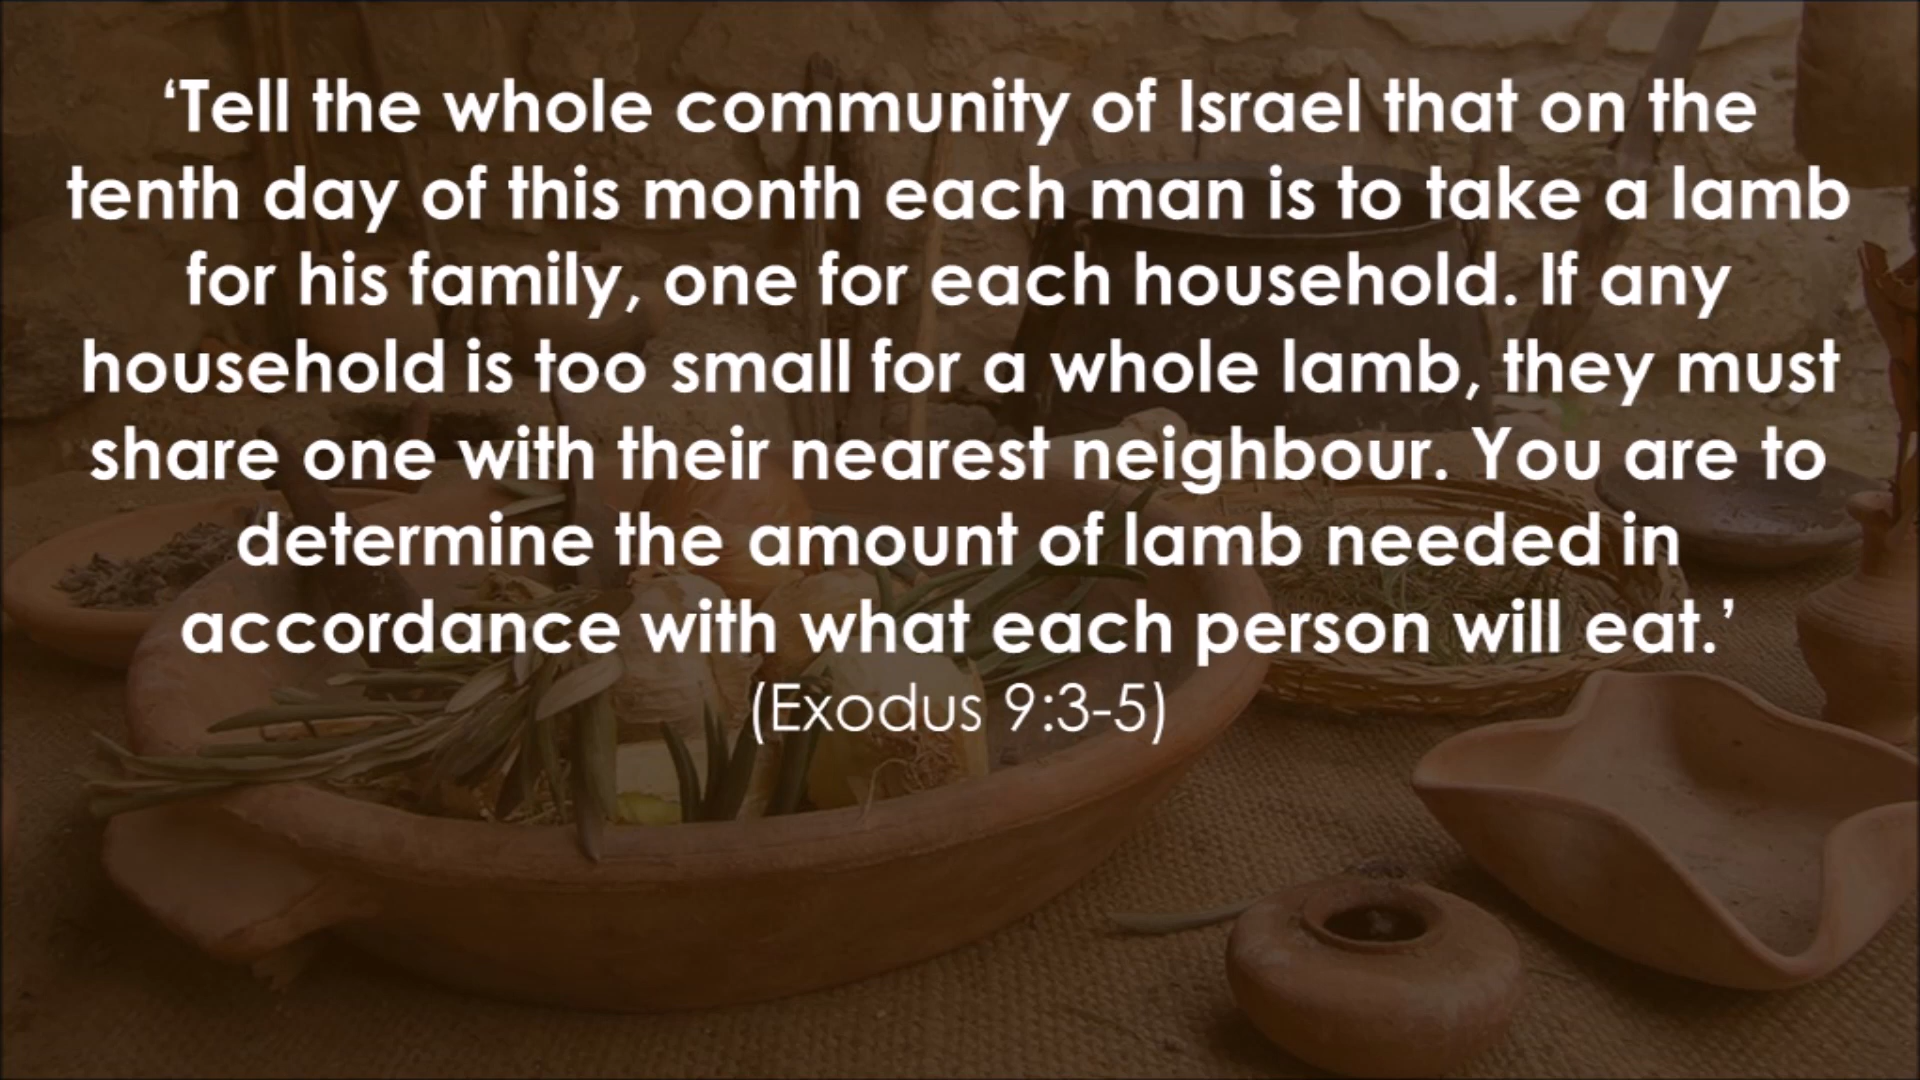 ‘Tell the whole community of Israel that on the
tenth day of this month each man is to take a lamb
for his family, one for each household. If any
household is too small for a whole lamb, they must
share one with their nearest neighbour. You are to
determine the amount of lamb needed in
accordance with what each person will eat.’
(Exodus 9:3-5)